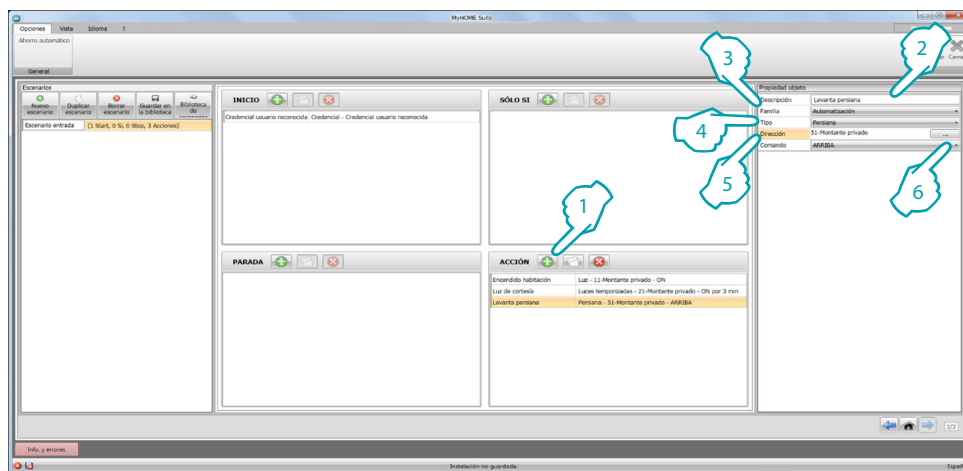 MyHOME Suite
Opciones Vista Idioma ?
Ahorro automático
General
Escenarios
Nuevo escenario
Duplicar escenario
Borrar escenario
Guardar en la biblioteca
Biblioteca de
Escenario entrada (1 Start, 0 Si, 0 Stop, 3 Acciones)
INICIO
Credencial usuario reconocida: Credencial - Credencial usuario reconocida
SÓLO SI
PARADA
ACCIÓN
Encendido habitación Luz - 11-Montante privado - ON
Luz de cortesía Luces temporizadas - 21-Montante privado - ON por 3 min
Levanta persiana Persiana - 51-Montante privado - ARRIBA
Propiedad objeto
Descripción Levanta persiana
Familia Automatización
Tipo Persiana
Dirección 51-Montante privado ...
Comando ARRIBA
1
2
3
4
5
6
2/2
Info. y errores
Instalación no guardada.
Españ